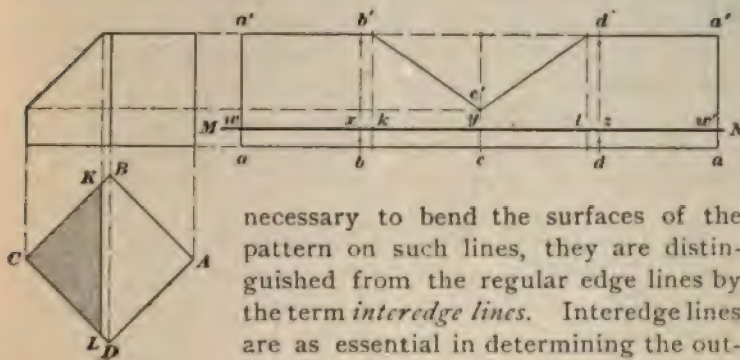 a' b' d' a'
c'
M w x k y l z w' N
a b c d a
K B
C A
L D
necessary to bend the surfaces of the
pattern on such lines, they are distin-
guished from the regular edge lines by
the term interedge lines. Interedge lines
are as essential in determining the out-